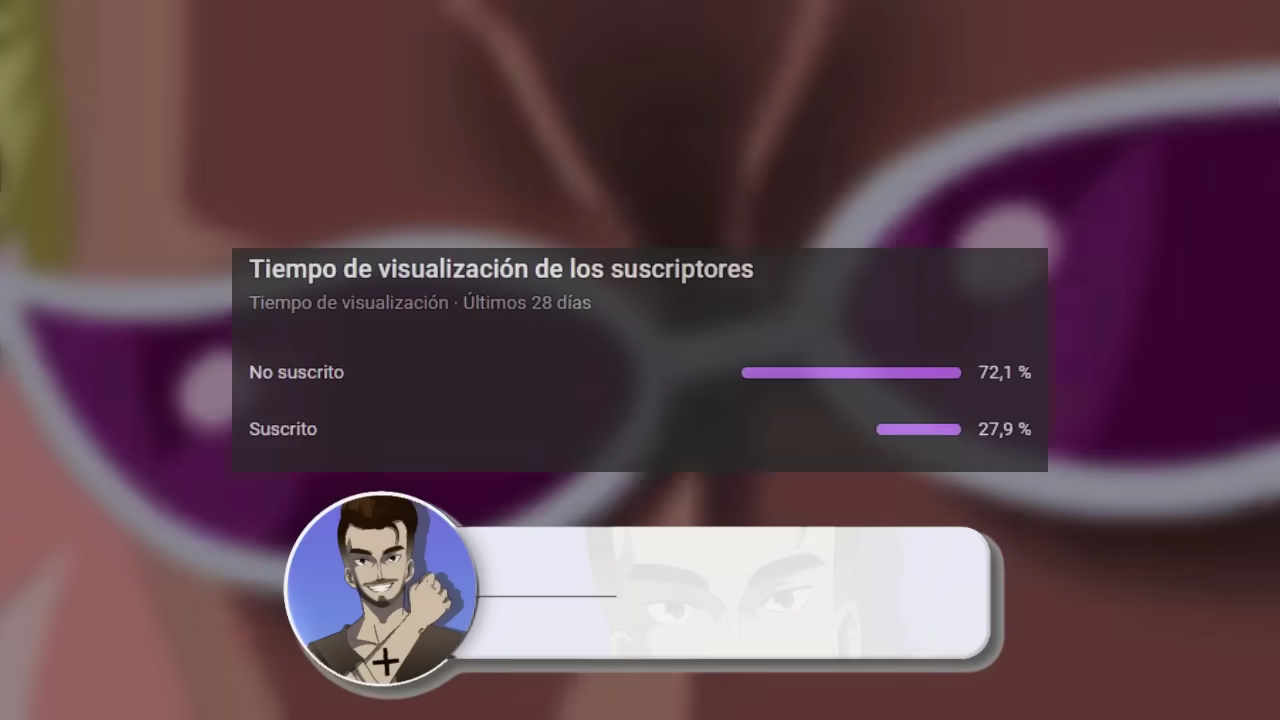 Tiempo de visualización de los suscriptores
Tiempo de visualización · Últimos 28 días
No suscrito 72,1 %
Suscrito 27,9 %